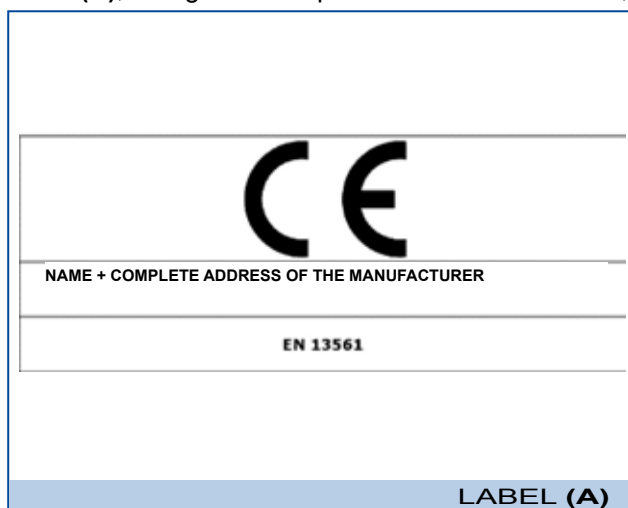 CE
NAME + COMPLETE ADDRESS OF THE MANUFACTURER
EN 13561
LABEL (A)